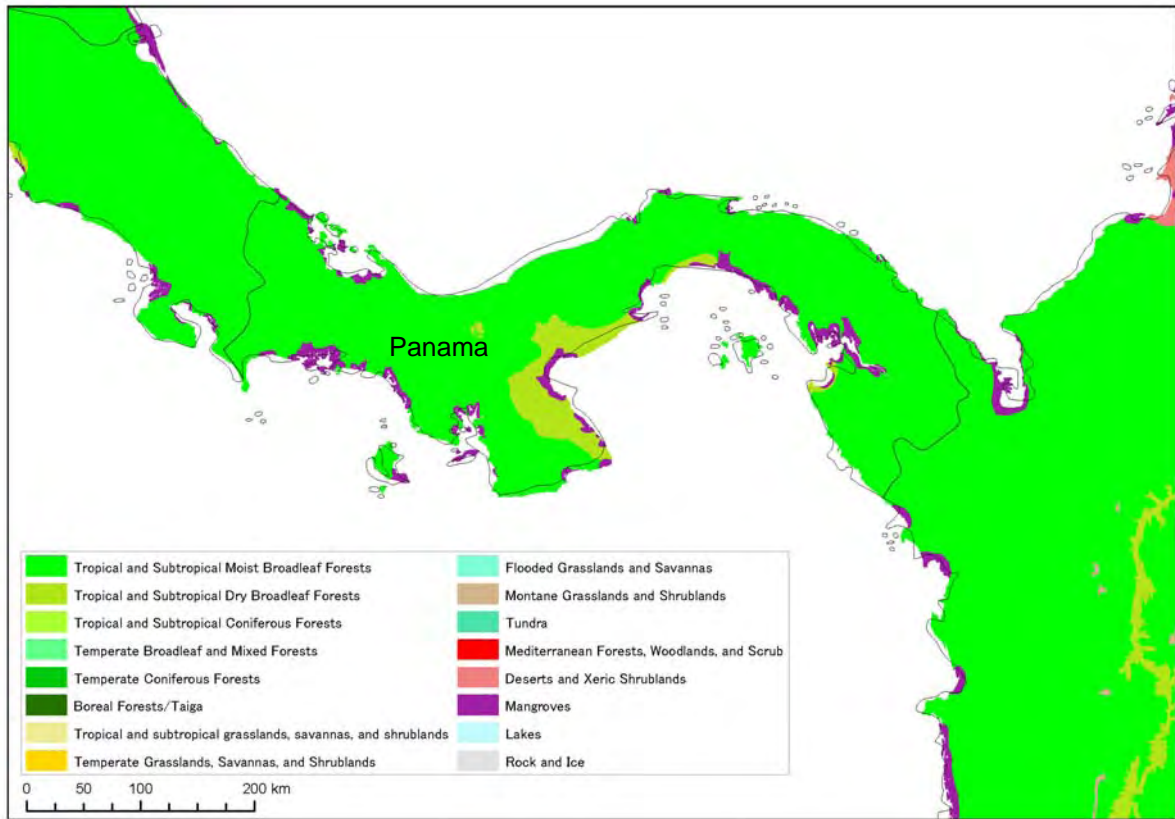 Panama
Tropical and Subtropical Moist Broadleaf Forests
Tropical and Subtropical Dry Broadleaf Forests
Tropical and Subtropical Coniferous Forests
Temperate Broadleaf and Mixed Forests
Temperate Coniferous Forests
Boreal Forests/Taiga
Tropical and subtropical grasslands, savannas, and shrublands
Temperate Grasslands, Savannas, and Shrublands
Flooded Grasslands and Savannas
Montane Grasslands and Shrublands
Tundra
Mediterranean Forests, Woodlands, and Scrub
Deserts and Xeric Shrublands
Mangroves
Lakes
Rock and Ice
0 50 100 200 km